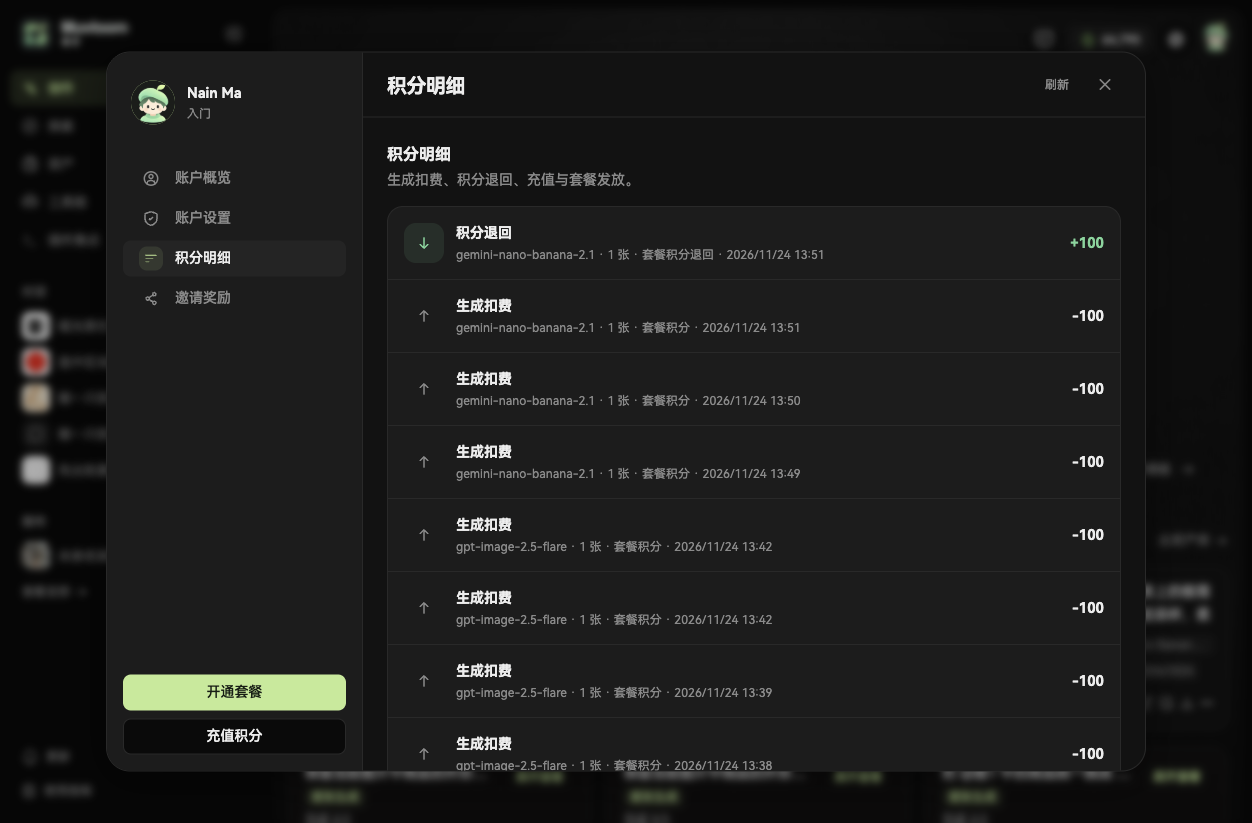 Nain Ma
入门
账户概览
账户设置
积分明细
邀请奖励
开通套餐
充值积分
积分明细
刷新
积分明细
生成扣费、积分退回、充值与套餐发放。
积分退回
gemini-nano-banana-2.1 · 1 张 · 套餐积分退回 · 2026/11/24 13:51
+100
生成扣费
gemini-nano-banana-2.1 · 1 张 · 套餐积分 · 2026/11/24 13:51
-100
生成扣费
gemini-nano-banana-2.1 · 1 张 · 套餐积分 · 2026/11/24 13:50
-100
生成扣费
gemini-nano-banana-2.1 · 1 张 · 套餐积分 · 2026/11/24 13:49
-100
生成扣费
gpt-image-2.5-flare · 1 张 · 套餐积分 · 2026/11/24 13:42
-100
生成扣费
gpt-image-2.5-flare · 1 张 · 套餐积分 · 2026/11/24 13:42
-100
生成扣费
gpt-image-2.5-flare · 1 张 · 套餐积分 · 2026/11/24 13:39
-100
生成扣费
gpt-image-2.5-flare · 1 张 · 套餐积分 · 2026/11/24 13:38
-100